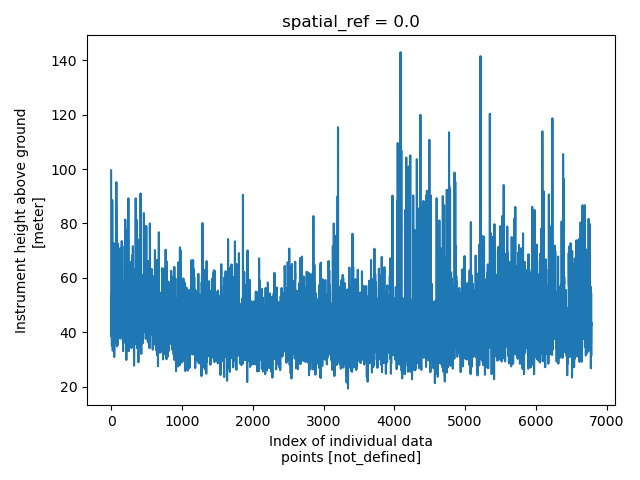 spatial_ref = 0.0
Instrument height above ground
[meter]
140
120
100
80
60
40
20
0 1000 2000 3000 4000 5000 6000 7000
Index of individual data
points [not_defined]